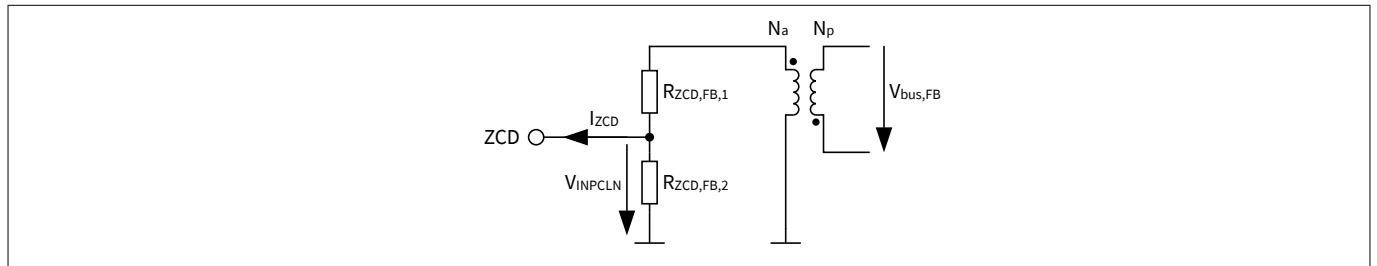 Na Np
RZCD,FB,1
Vbus,FB
IZCD
ZCD
VINPCLN
RZCD,FB,2